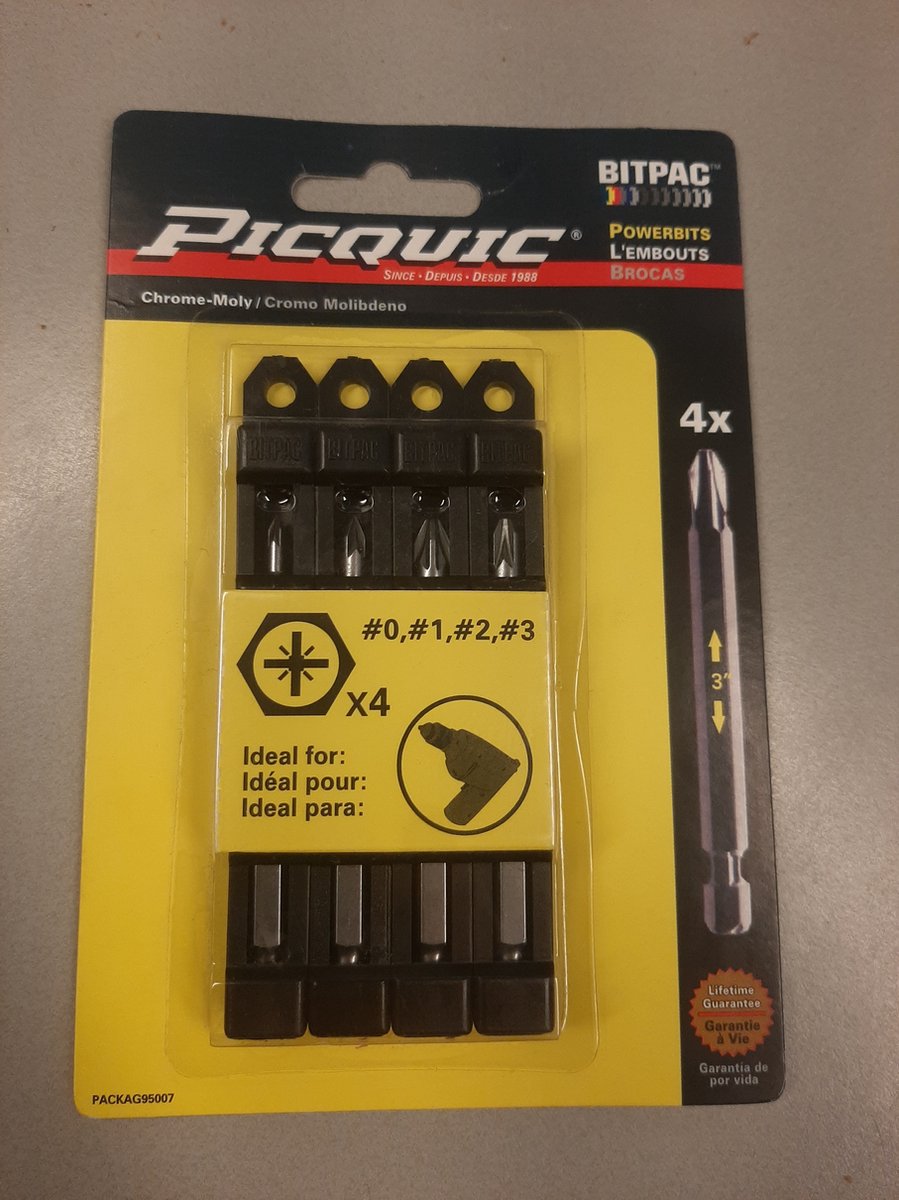 BITPAC™
PICQUIC®
SINCE • DEPUIS • DESDE 1988
POWERBITS
L'EMBOUTS
BROCAS
Chrome-Moly / Cromo Molibdeno
4x
BITPAC BITPAC BITPAC BITPAC
#0,#1,#2,#3
x4
3"
Ideal for:
Idéal pour:
Ideal para:
Lifetime
Guarantee
Garantie
à Vie
Garantia de
por vida
PACKAG95007